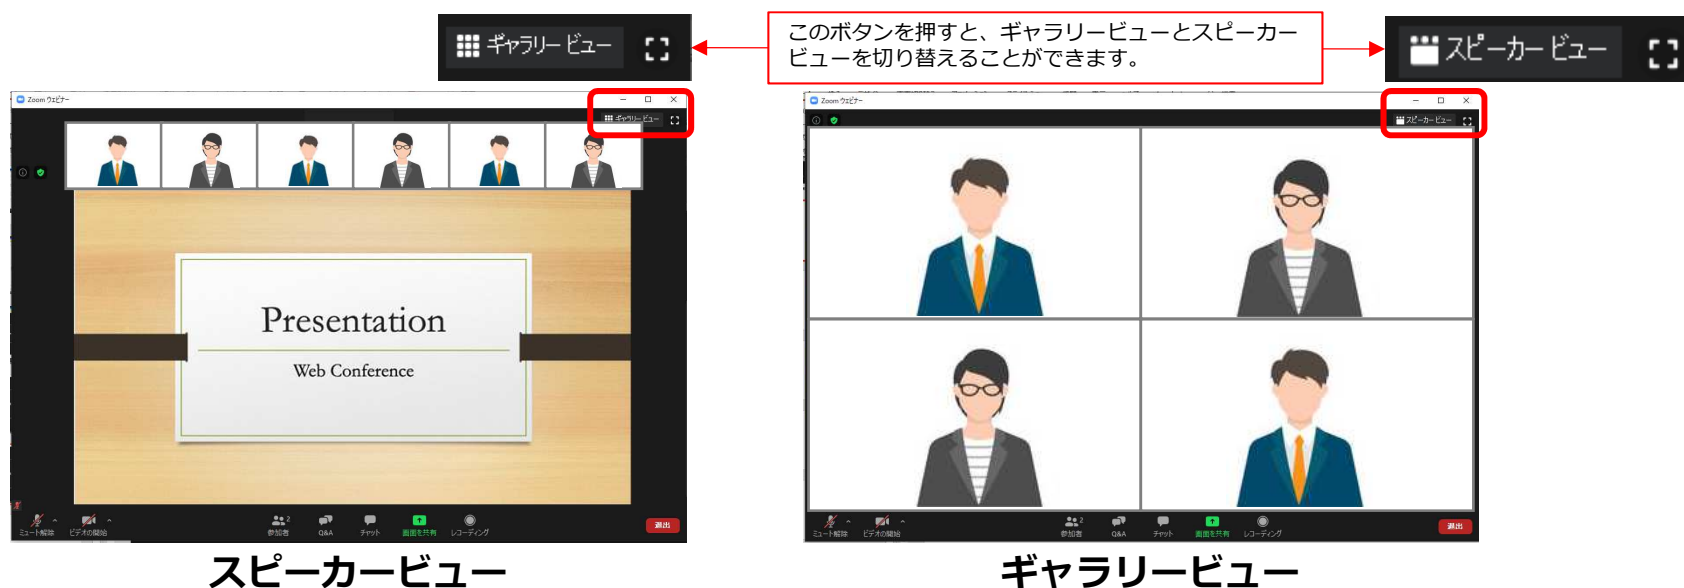 ギャラリー ビュー
このボタンを押すと、ギャラリービューとスピーカー
ビューを切り替えることができます。
スピーカー ビュー
Zoom ウェビナー
ギャラリー ビュー
Presentation
Web Conference
ミュート解除
ビデオの開始
2
参加者
Q&A
チャット
画面を共有
レコーディング
退出
スピーカービュー
Zoom ウェビナー
スピーカー ビュー
ミュート解除
ビデオの開始
2
参加者
Q&A
チャット
画面を共有
レコーディング
退出
ギャラリービュー